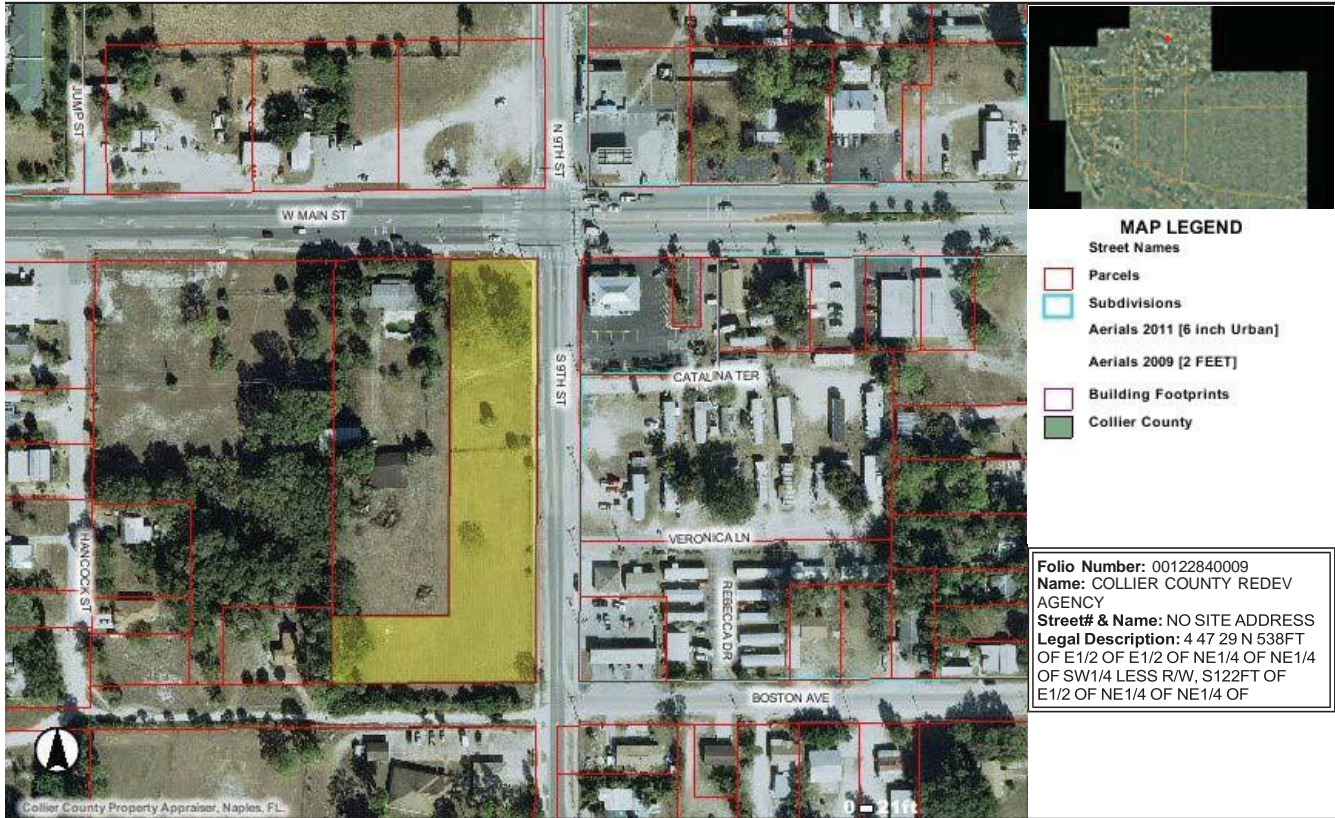 JUMP ST
N 9TH ST
W MAIN ST
S 9TH ST
CATALINA TER
VERONICA LN
REBECCA DR
HANCOCK ST
BOSTON AVE
Collier County Property Appraiser, Naples, FL.
0 21ft
MAP LEGEND
Street Names
Parcels
Subdivisions
Aerials 2011 [6 inch Urban]
Aerials 2009 [2 FEET]
Building Footprints
Collier County
Folio Number: 00122840009
Name: COLLIER COUNTY REDEV
AGENCY
Street# & Name: NO SITE ADDRESS
Legal Description: 4 47 29 N 538FT
OF E1/2 OF E1/2 OF NE1/4 OF NE1/4
OF SW1/4 LESS R/W, S122FT OF
E1/2 OF NE1/4 OF NE1/4 OF